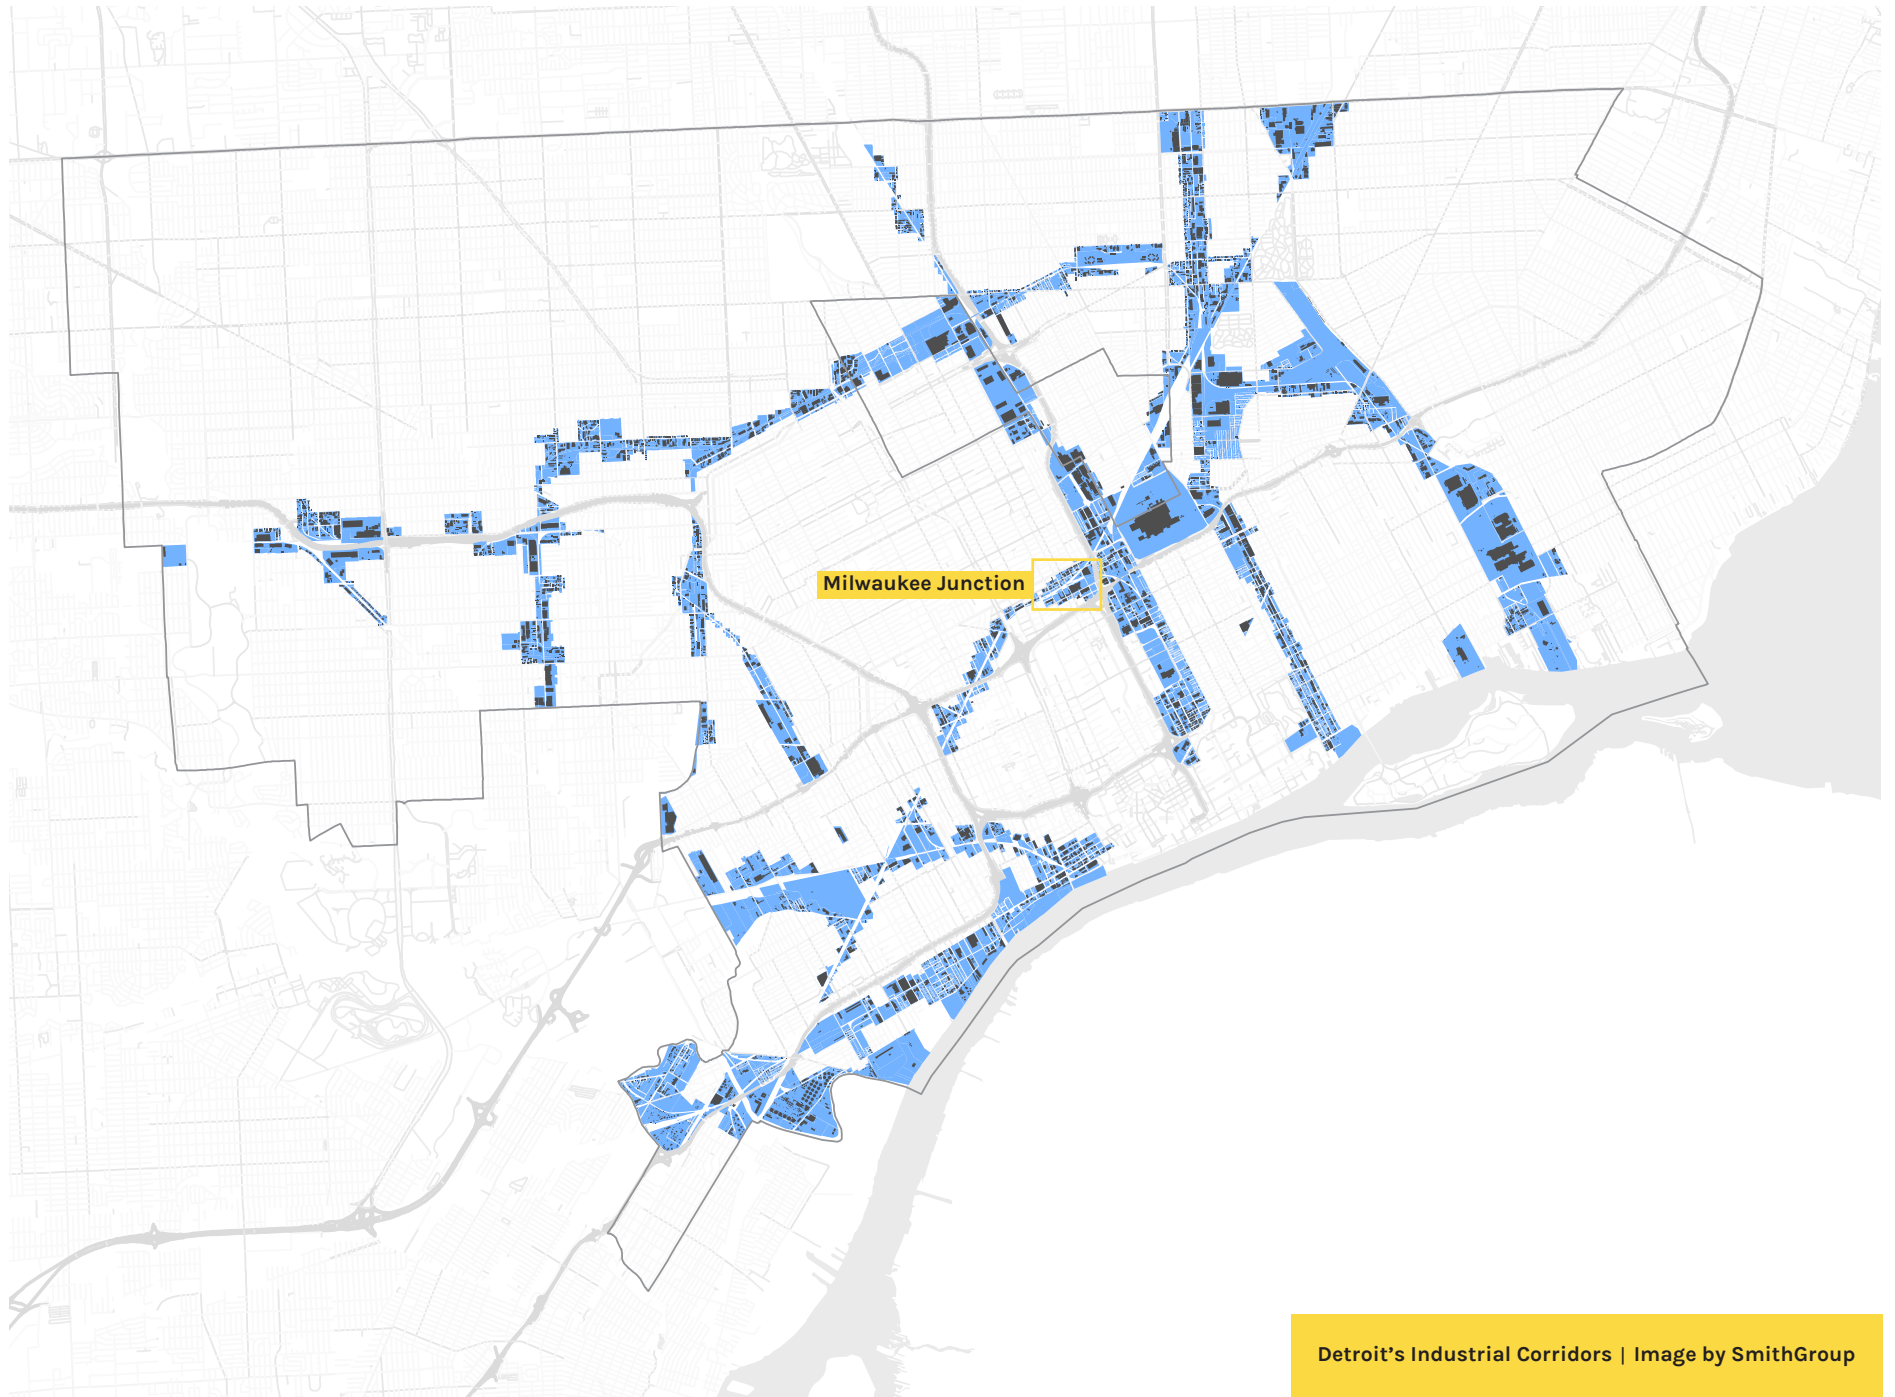 Milwaukee Junction
Detroit’s Industrial Corridors | Image by SmithGroup